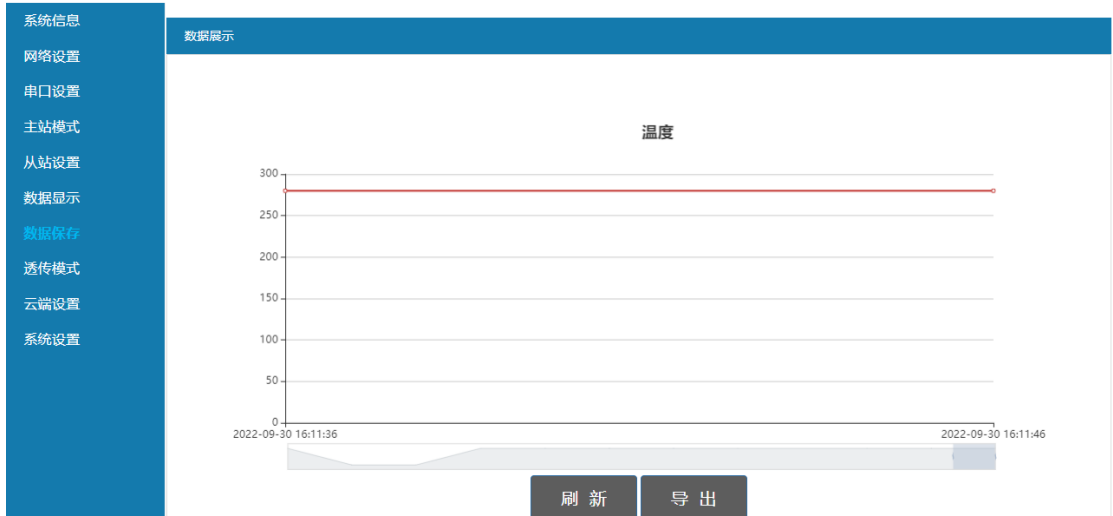 系统信息
网络设置
串口设置
主站模式
从站设置
数据显示
数据保存
透传模式
云端设置
系统设置
数据展示
温度
300
250
200
150
100
50
0
2022-09-30 16:11:36
2022-09-30 16:11:46
刷 新
导 出